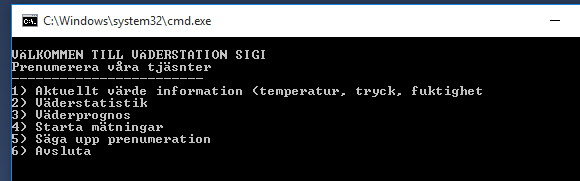 C:\Windows\system32\cmd.exe
VÄLKOMMEN TILL VÄDERSTATION SIGI
Prenumerera våra tjäsnter
------------------------
1) Aktuellt värde information (temperatur, tryck, fuktighet
2) Väderstatistik
3) Väderprognos
4) Starta mätningar
5) Säga upp prenumeration
6) Avsluta